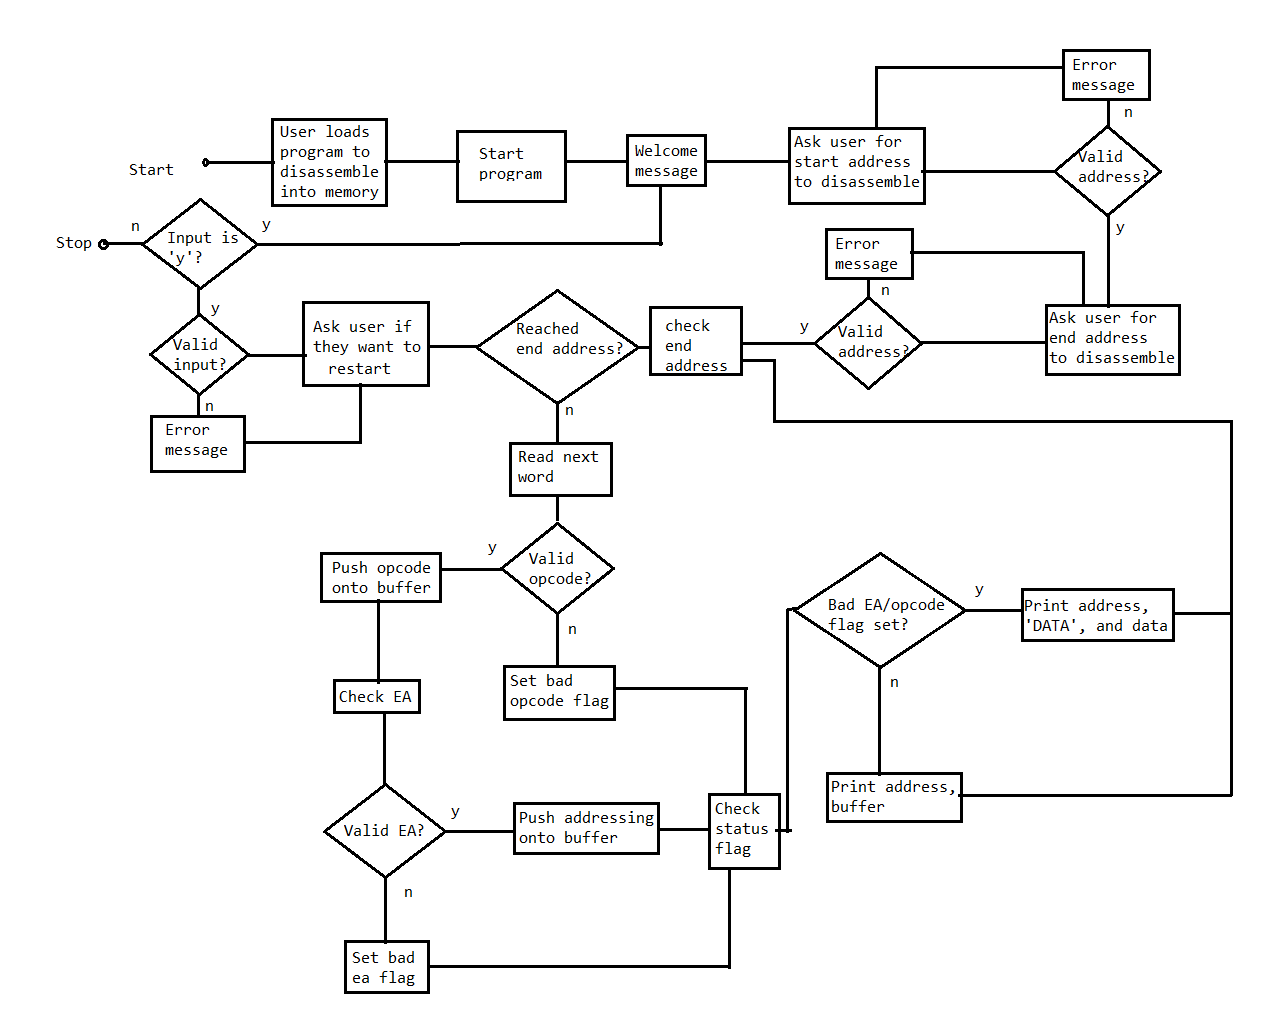 Error
message
n
User loads
program to
disassemble
into memory
Start
Start
program
Welcome
message
Ask user for
start address
to disassemble
Valid
address?
y
Stop
n
Input is
'y'?
y
Error
message
n
y
Valid
input?
n
Ask user if
they want to
restart
Reached
end address?
check
end
address
y
Valid
address?
Ask user for
end address
to disassemble
Error
message
n
Read next
word
y
Valid
opcode?
n
Push opcode
onto buffer
Bad EA/opcode
flag set?
y
Print address,
'DATA', and data
n
Check EA
Set bad
opcode flag
Valid EA?
y
Push addressing
onto buffer
Check
status
flag
Print address,
buffer
n
Set bad
ea flag